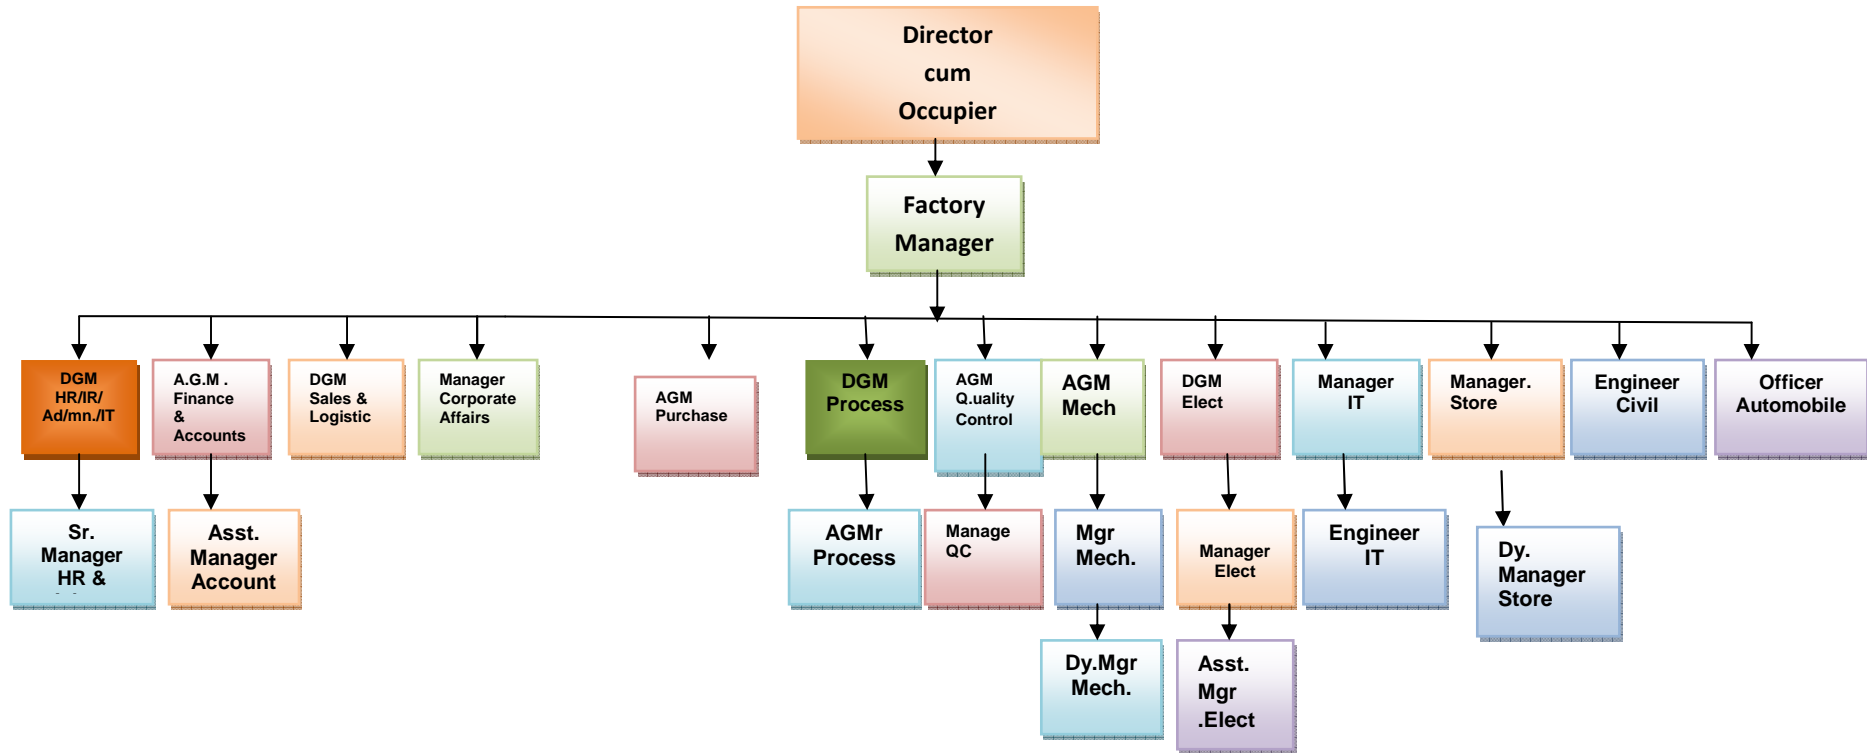 Director
cum
Occupier
Factory
Manager
DGM
HR/IR/
Ad/mn./IT
A.G.M .
Finance
&
Accounts
DGM
Sales &
Logistic
Manager
Corporate
Affairs
AGM
Purchase
DGM
Process
AGM
Q.uality
Control
AGM
Mech
DGM
Elect
Manager
IT
Manager.
Store
Engineer
Civil
Officer
Automobile
Sr.
Manager
HR &
Asst.
Manager
Account
AGMr
Process
Manage
QC
Mgr
Mech.
Manager
Elect
Engineer
IT
Dy.
Manager
Store
Dy.Mgr
Mech.
Asst.
Mgr
.Elect